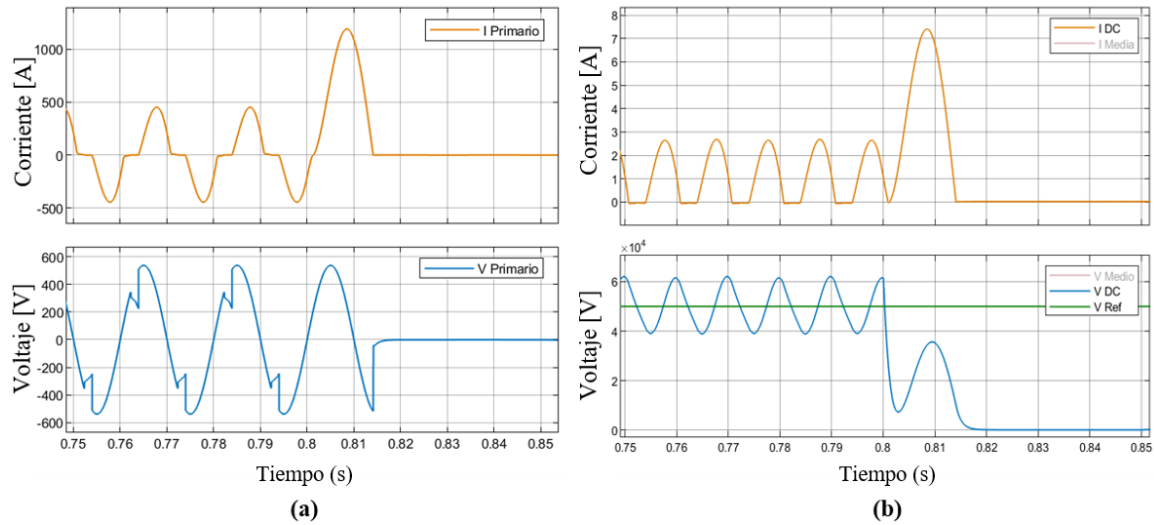 Corriente [A]
1000
500
0
-500
I Primario
Voltaje [V]
600
400
200
0
-200
-400
-600
V Primario
0.75 0.76 0.77 0.78 0.79 0.8 0.81 0.82 0.83 0.84 0.85
Tiempo (s)
(a)
Corriente [A]
8
7
6
5
4
3
2
1
0
I DC
I Media
Voltaje [V]
×10⁴
6
4
2
0
V Medio
V DC
V Ref
0.75 0.76 0.77 0.78 0.79 0.8 0.81 0.82 0.83 0.84 0.85
Tiempo (s)
(b)